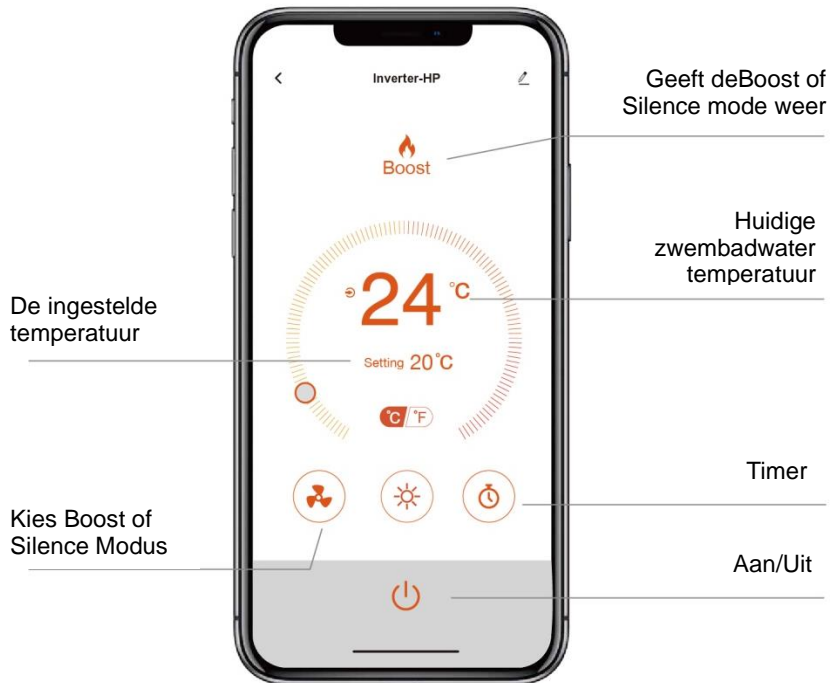 Inverter-HP
Geeft deBoost of
Silence mode weer
Boost
Huidige
zwembadwater
temperatuur
24 °C
De ingestelde
temperatuur
Setting 20°C
°C/°F
Timer
Kies Boost of
Silence Modus
Aan/Uit